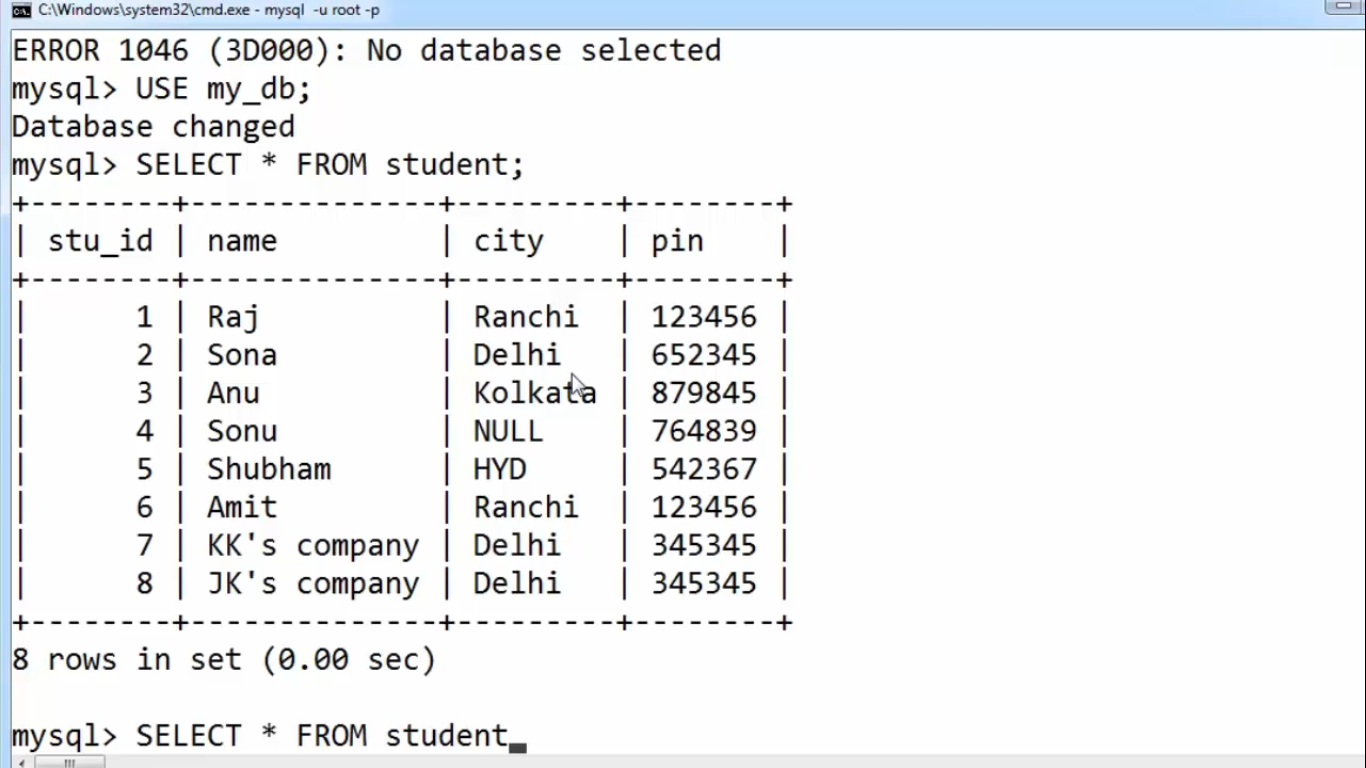 C:\Windows\system32\cmd.exe - mysql -u root -p
ERROR 1046 (3D000): No database selected
mysql> USE my_db;
Database changed
mysql> SELECT * FROM student;
+--------+--------------+---------+--------+
| stu_id | name         | city    | pin    |
+--------+--------------+---------+--------+
|      1 | Raj          | Ranchi  | 123456 |
|      2 | Sona         | Delhi   | 652345 |
|      3 | Anu          | Kolkata | 879845 |
|      4 | Sonu         | NULL    | 764839 |
|      5 | Shubham      | HYD     | 542367 |
|      6 | Amit         | Ranchi  | 123456 |
|      7 | KK's company | Delhi   | 345345 |
|      8 | JK's company | Delhi   | 345345 |
+--------+--------------+---------+--------+
8 rows in set (0.00 sec)
mysql> SELECT * FROM student_